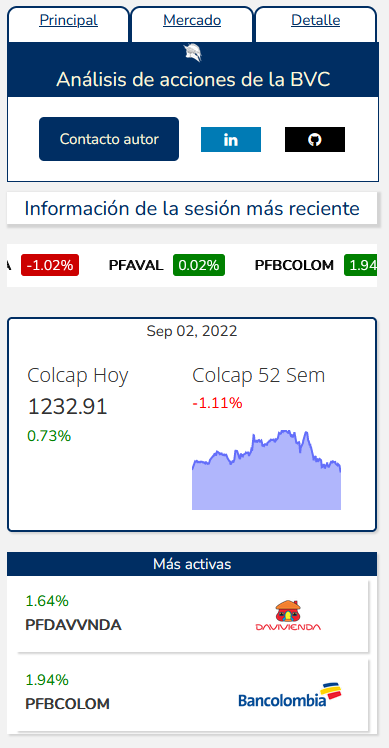 Principal
Mercado
Detalle
Análisis de acciones de la BVC
Contacto autor
in
Información de la sesión más reciente
A -1.02% PFAVAL 0.02% PFBCOLOM 1.94
Sep 02, 2022
Colcap Hoy
1232.91
0.73%
Colcap 52 Sem
-1.11%
Más activas
1.64%
PFDAVVNDA
DAVIVIENDA
1.94%
PFBCOLOM
Bancolombia